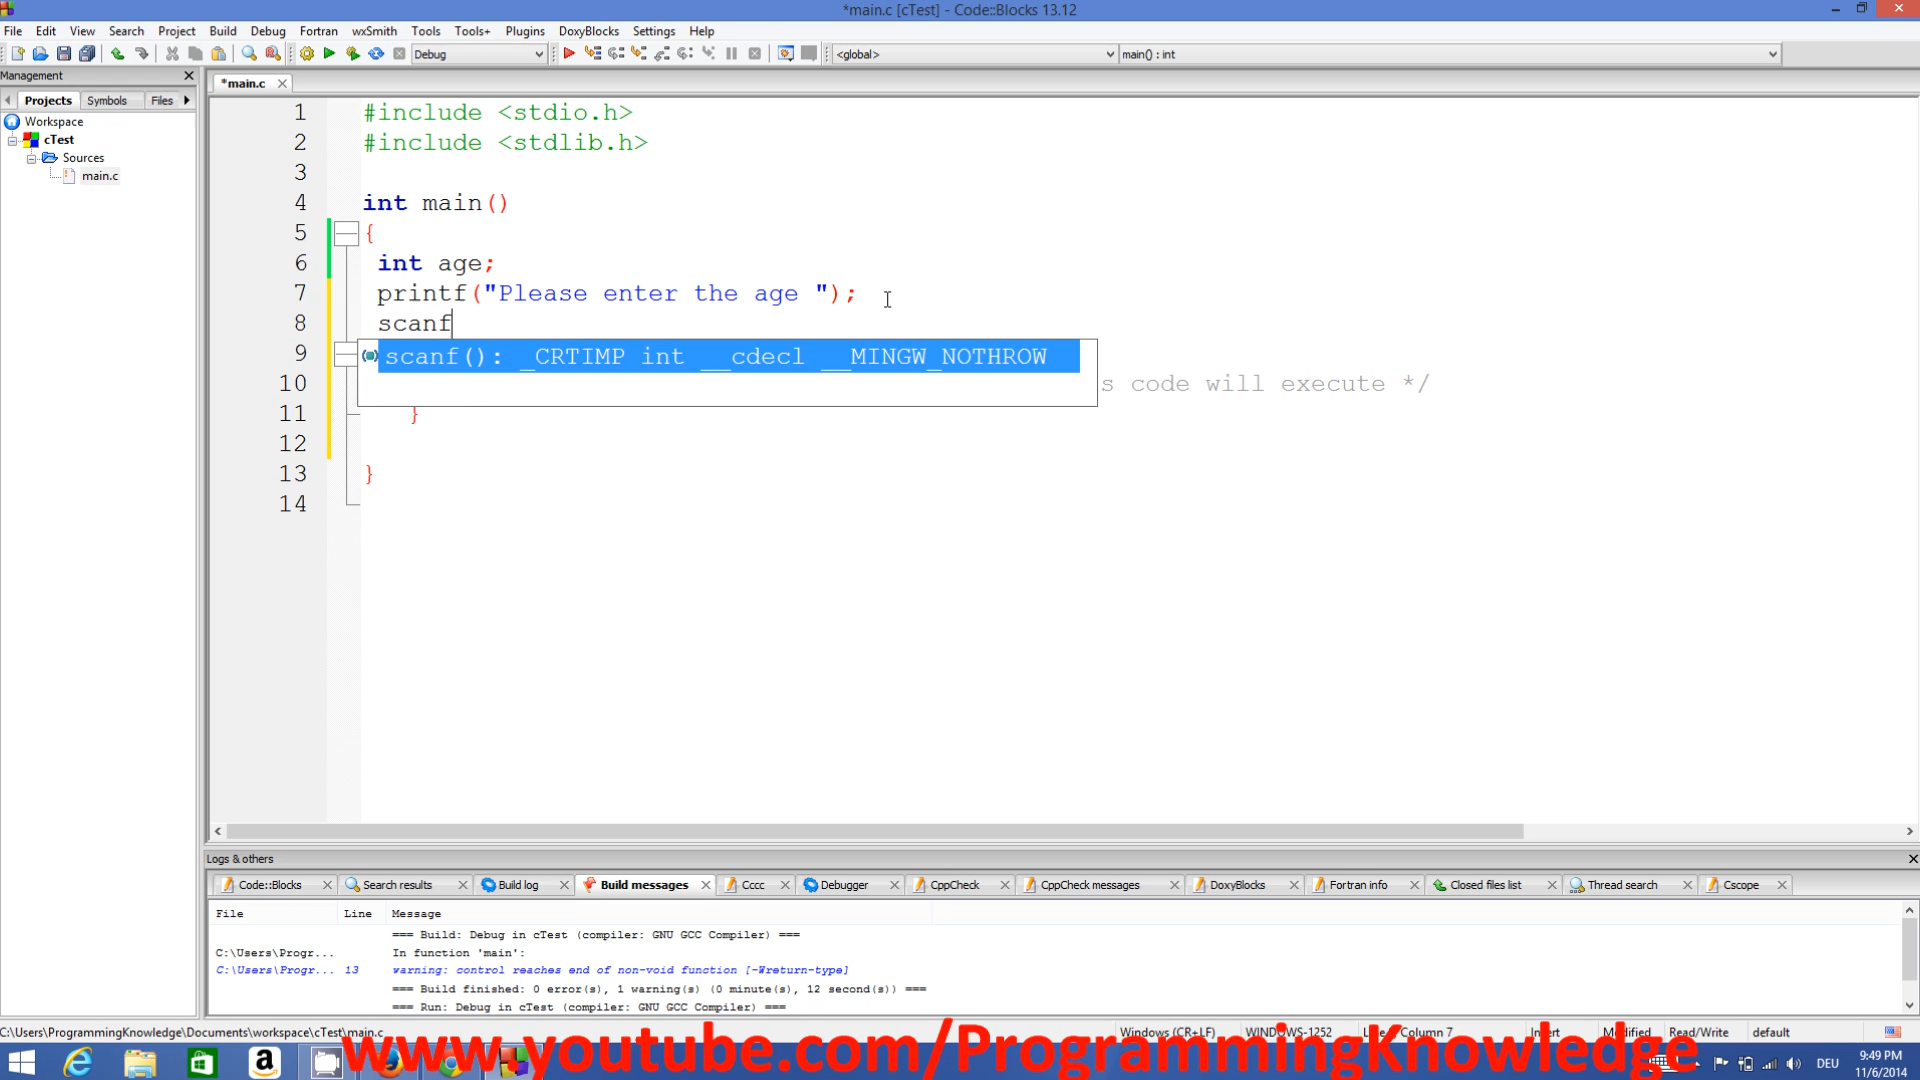 *main.c [cTest] - Code::Blocks 13.12
File Edit View Search Project Build Debug Fortran wxSmith Tools Tools+ Plugins DoxyBlocks Settings Help
Debug <global> main() : int
Management
*main.c
Projects Symbols Files
Workspace
cTest
Sources
main.c
1 #include <stdio.h>
2 #include <stdlib.h>
3
4 int main()
5 {
6 int age;
7 printf("Please enter the age ");
8 scanf
9 scanf(): _CRTIMP int __cdecl __MINGW_NOTHROW
10 s code will execute */
11 }
12
13 }
14
Logs & others
Code::Blocks Search results Build log Build messages Cccc Debugger CppCheck CppCheck messages DoxyBlocks Fortran info Closed files list Thread search Cscope
File Line Message
=== Build: Debug in cTest (compiler: GNU GCC Compiler) ===
C:\Users\Progr... In function 'main':
C:\Users\Progr... 13 warning: control reaches end of non-void function [-Wreturn-type]
=== Build finished: 0 error(s), 1 warning(s) (0 minute(s), 12 second(s)) ===
=== Run: Debug in cTest (compiler: GNU GCC Compiler) ===
C:\Users\ProgrammingKnowledge\Documents\workspace\cTest\main.c Windows (CR+LF) WINDOWS-1252 Column 7 Insert Modified Read/Write default
www.youtube.com/ProgrammingKnowledge
DEU
9:49 PM
11/6/2014